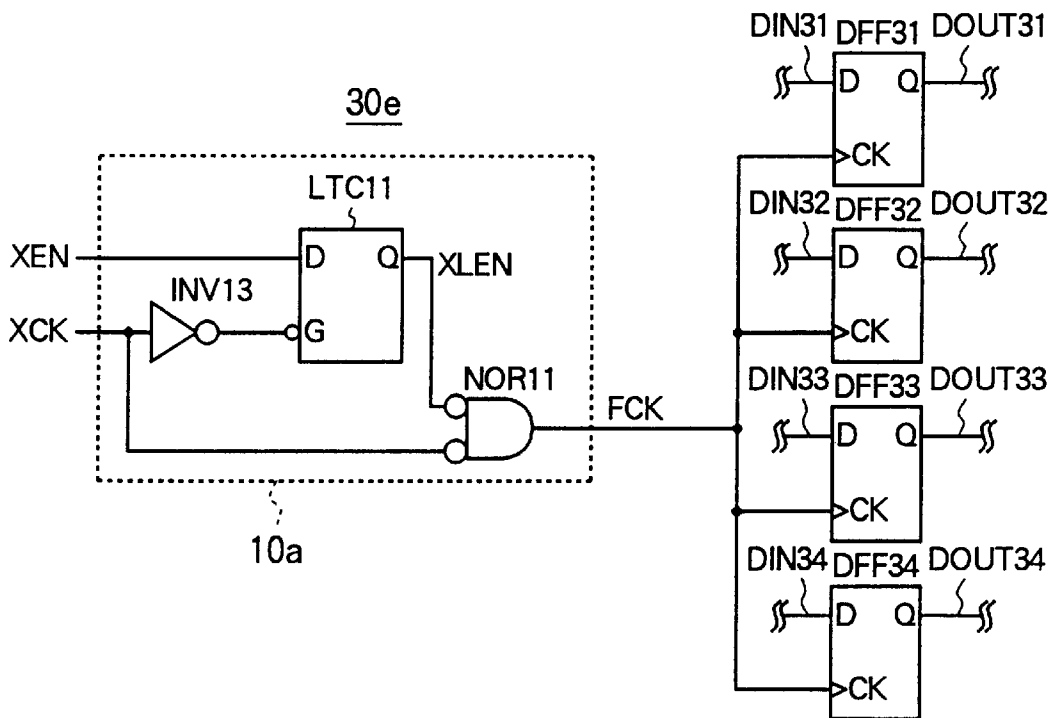 30e
10a
LTC11
XEN
D Q
XLEN
INV13
XCK
G
NOR11
FCK
DIN31 DFF31 DOUT31
D Q
CK
DIN32 DFF32 DOUT32
D Q
CK
DIN33 DFF33 DOUT33
D Q
CK
DIN34 DFF34 DOUT34
D Q
CK